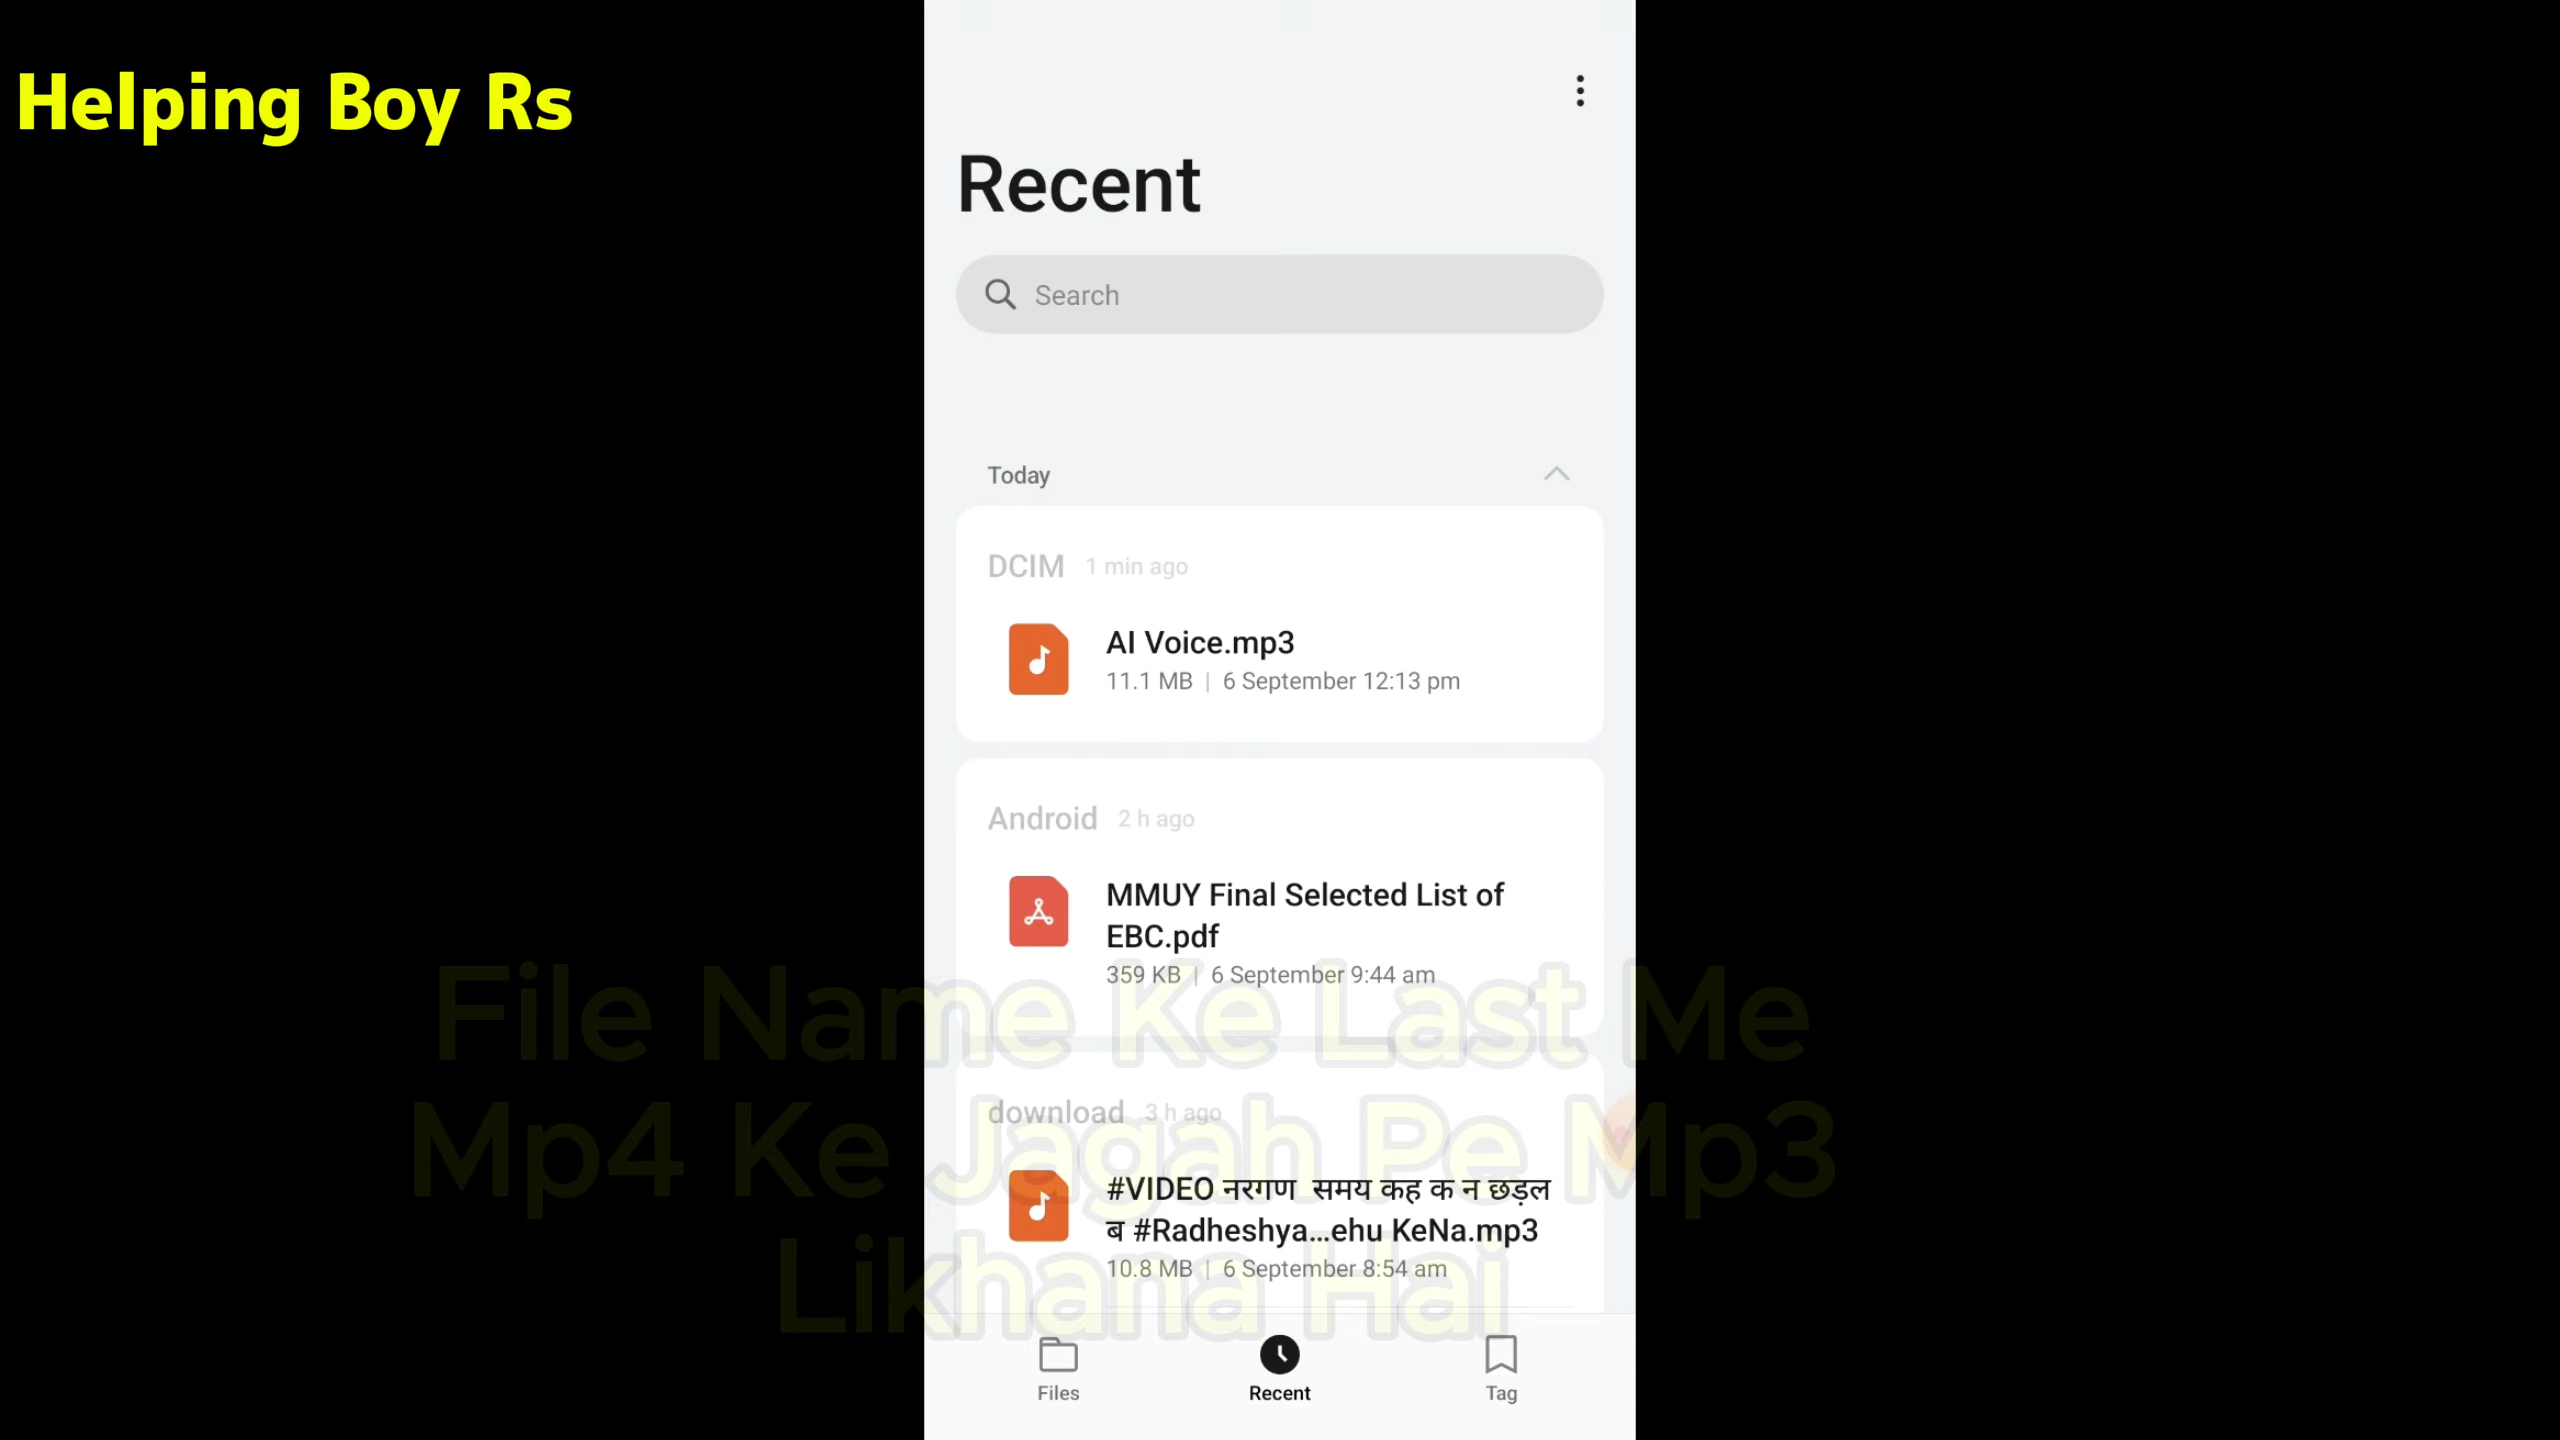 Helping Boy Rs
Recent
Search
Today
DCIM 1 min ago
AI Voice.mp3
11.1 MB | 6 September 12:13 pm
Android 2 h ago
MMUY Final Selected List of
EBC.pdf
359 KB | 6 September 9:44 am
File Name Ke Last Me
download 3 h ago
Mp4 Ke Jagah Pe Mp3
#VIDEO नरगण समय कह क न छड़ल
ब #Radheshya...ehu KeNa.mp3
10.8 MB | 6 September 8:54 am
Likhana Hai
Files
Recent
Tag